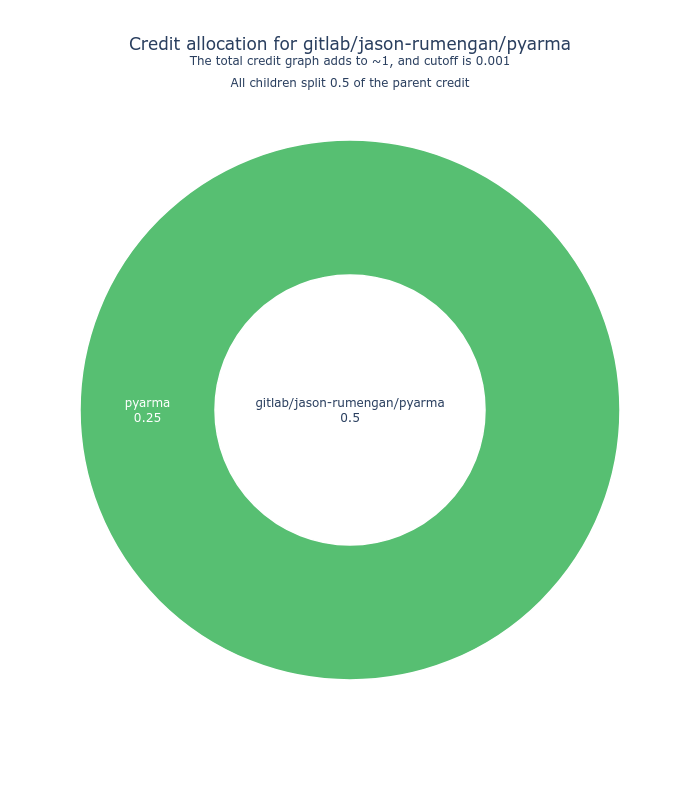 Credit allocation for gitlab/jason-rumengan/pyarma
The total credit graph adds to ~1, and cutoff is 0.001
All children split 0.5 of the parent credit
pyarma
0.25
gitlab/jason-rumengan/pyarma
0.5